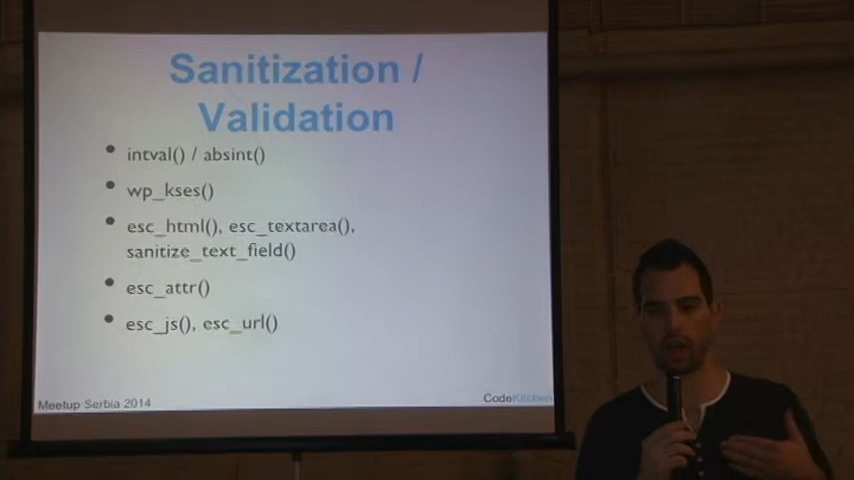 Sanitization /
Validation
• intval() / absint()
• wp_kses()
• esc_html(), esc_textarea(),
sanitize_text_field()
• esc_attr()
• esc_js(), esc_url()
Meetup Serbia 2014
CodeKitchen